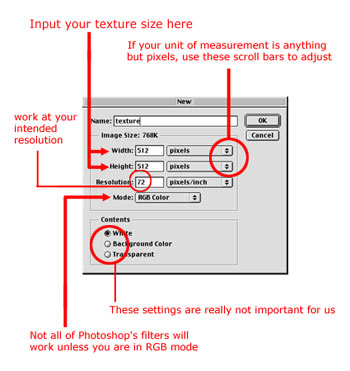 Input your texture size here
If your unit of measurement is anything
but pixels, use these scroll bars to adjust
New
Name: texture
OK
Image Size: 768K
Cancel
work at your
intended
resolution
Width: 512 pixels
Height: 512 pixels
Resolution: 72 pixels/inch
Mode: RGB Color
Contents
White
Background Color
Transparent
These settings are really not important for us
Not all of Photoshop's filters will
work unless you are in RGB mode